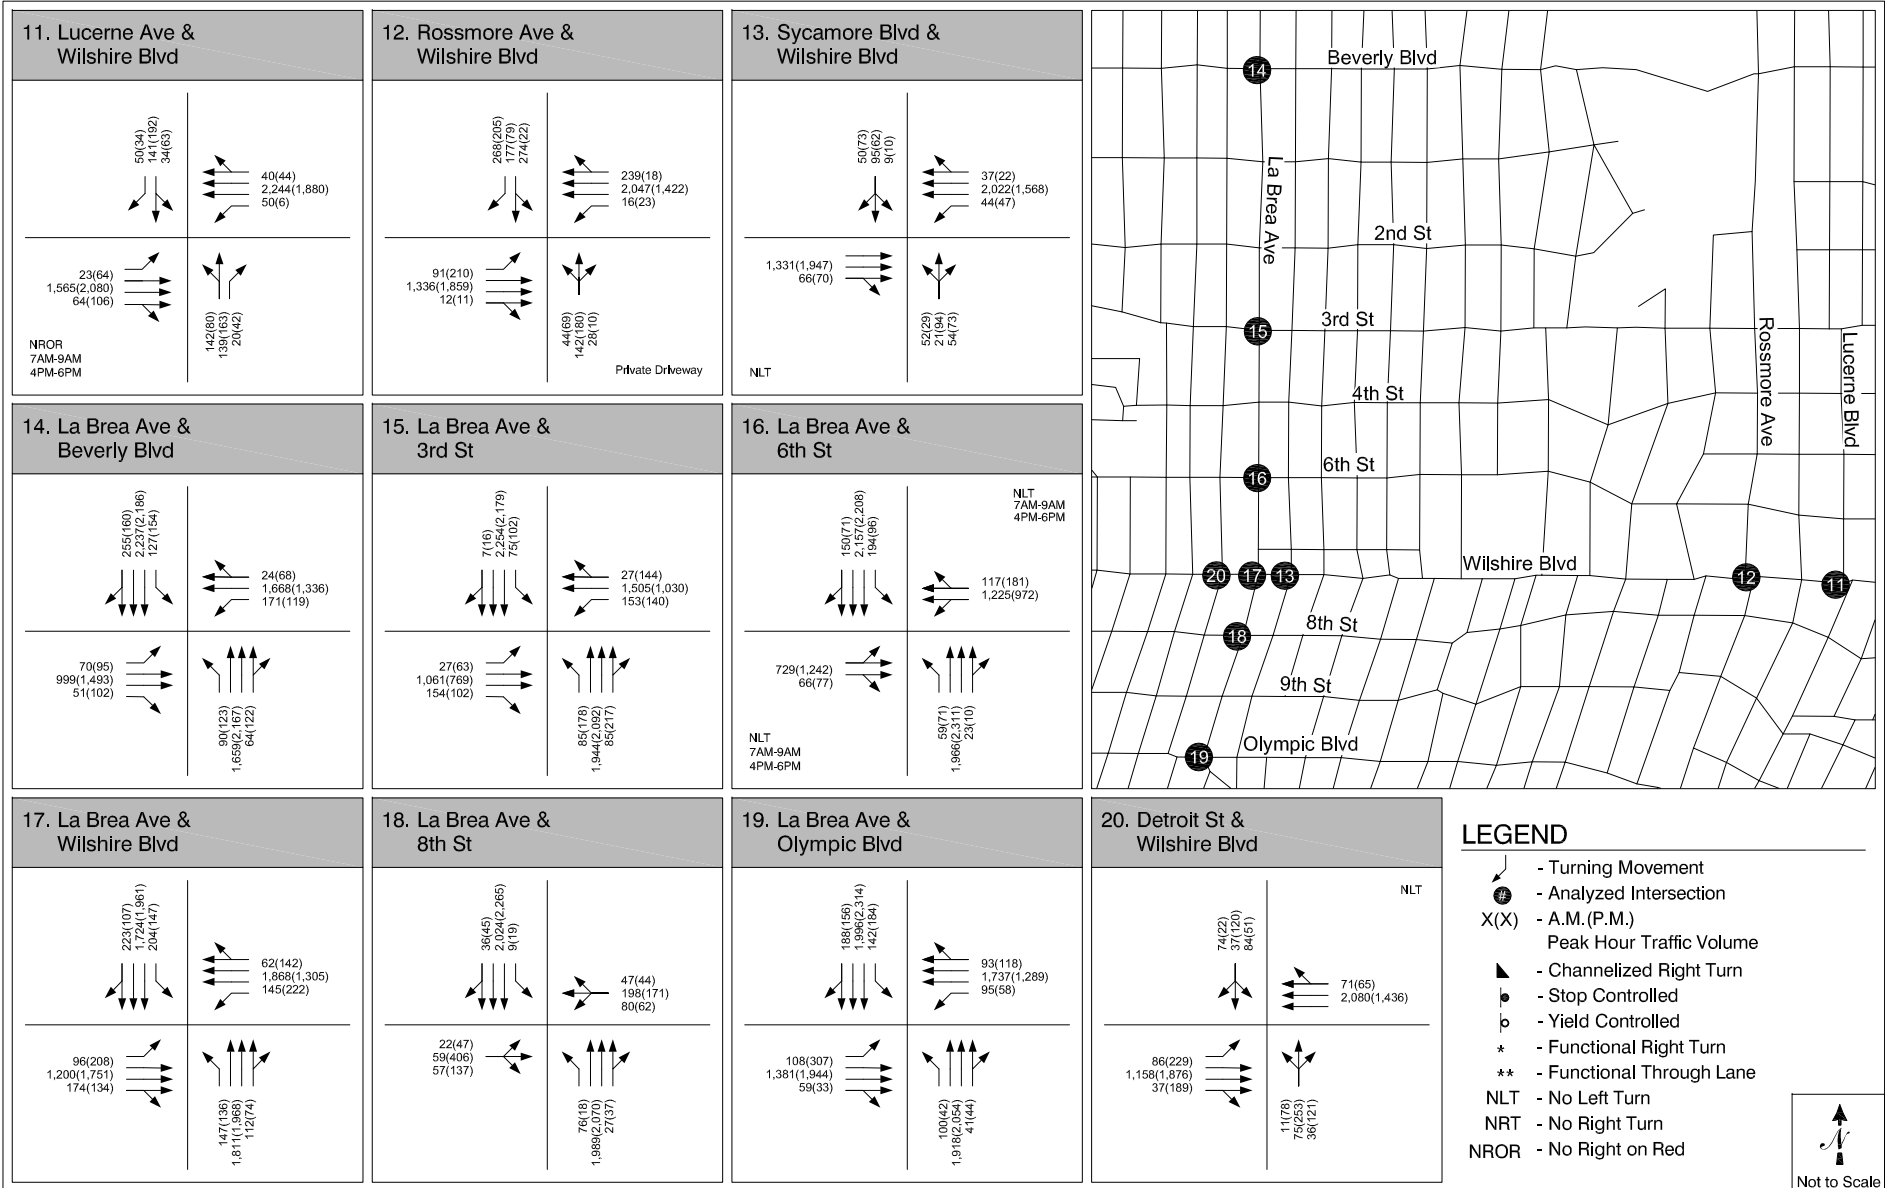 11. Lucerne Ave &
Wilshire Blvd
50(34)
141(192)
34(63)
40(44)
2,244(1,880)
50(6)
23(64)
1,565(2,080)
64(106)
142(80)
139(163)
20(42)
NROR
7AM-9AM
4PM-6PM
12. Rossmore Ave &
Wilshire Blvd
268(205)
177(79)
274(22)
239(18)
2,047(1,422)
16(23)
91(210)
1,336(1,859)
12(11)
44(69)
142(180)
28(10)
Private Driveway
13. Sycamore Blvd &
Wilshire Blvd
50(73)
95(62)
9(10)
37(22)
2,022(1,568)
44(47)
1,331(1,947)
66(70)
52(29)
21(94)
54(73)
NLT
14. La Brea Ave &
Beverly Blvd
255(160)
2,237(2,186)
127(154)
24(68)
1,668(1,336)
171(119)
70(95)
999(1,493)
51(102)
90(123)
1,659(2,167)
64(122)
15. La Brea Ave &
3rd St
7(16)
2,254(2,179)
75(102)
27(144)
1,505(1,030)
153(140)
27(63)
1,061(769)
154(102)
85(178)
1,944(2,092)
85(217)
16. La Brea Ave &
6th St
NLT
7AM-9AM
4PM-6PM
150(71)
2,157(2,208)
194(96)
117(181)
1,225(972)
729(1,242)
66(77)
59(71)
1,966(2,311)
23(10)
NLT
7AM-9AM
4PM-6PM
17. La Brea Ave &
Wilshire Blvd
223(107)
1,724(1,961)
204(147)
62(142)
1,868(1,305)
145(222)
96(208)
1,200(1,751)
174(134)
147(136)
1,811(1,968)
112(74)
18. La Brea Ave &
8th St
36(45)
2,024(2,265)
9(19)
47(44)
198(171)
80(62)
22(47)
59(406)
57(137)
76(18)
1,989(2,070)
27(37)
19. La Brea Ave &
Olympic Blvd
188(156)
1,996(2,314)
142(184)
93(118)
1,737(1,289)
95(58)
108(307)
1,381(1,944)
59(33)
100(42)
1,918(2,054)
41(44)
20. Detroit St &
Wilshire Blvd
NLT
74(22)
37(120)
84(51)
71(65)
2,080(1,436)
86(229)
1,158(1,876)
37(189)
11(78)
75(253)
36(121)
14
Beverly Blvd
La Brea Ave
2nd St
15
3rd St
Rossmore Ave
Lucerne Blvd
4th St
16
6th St
Wilshire Blvd
20
17
13
12
11
18
8th St
9th St
19
Olympic Blvd
LEGEND
- Turning Movement
# - Analyzed Intersection
X(X) - A.M.(P.M.)
Peak Hour Traffic Volume
- Channelized Right Turn
- Stop Controlled
- Yield Controlled
* - Functional Right Turn
** - Functional Through Lane
NLT - No Left Turn
NRT - No Right Turn
NROR - No Right on Red
N
Not to Scale